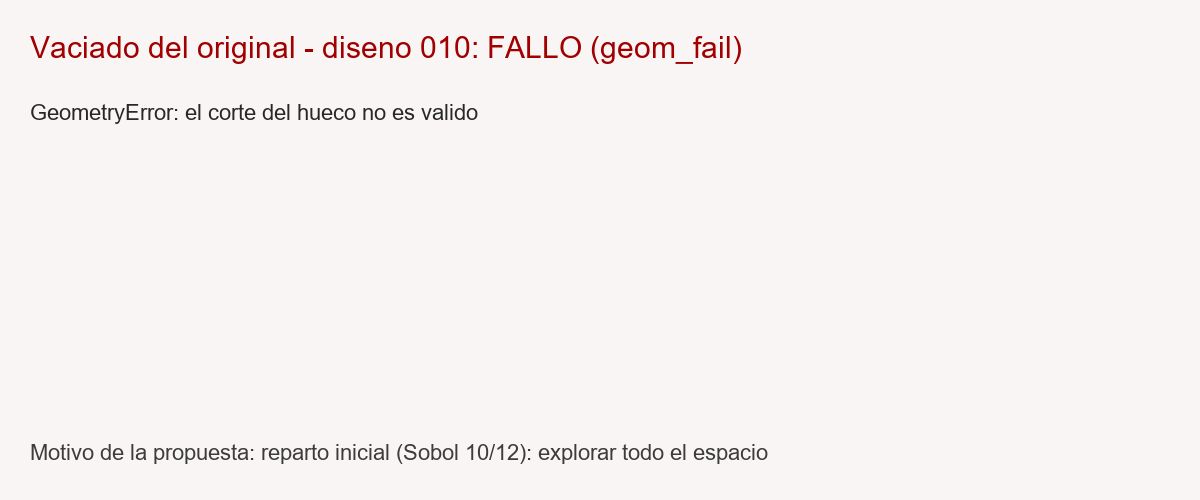 Vaciado del original - diseno 010: FALLO (geom_fail)
GeometryError: el corte del hueco no es valido
Motivo de la propuesta: reparto inicial (Sobol 10/12): explorar todo el espacio